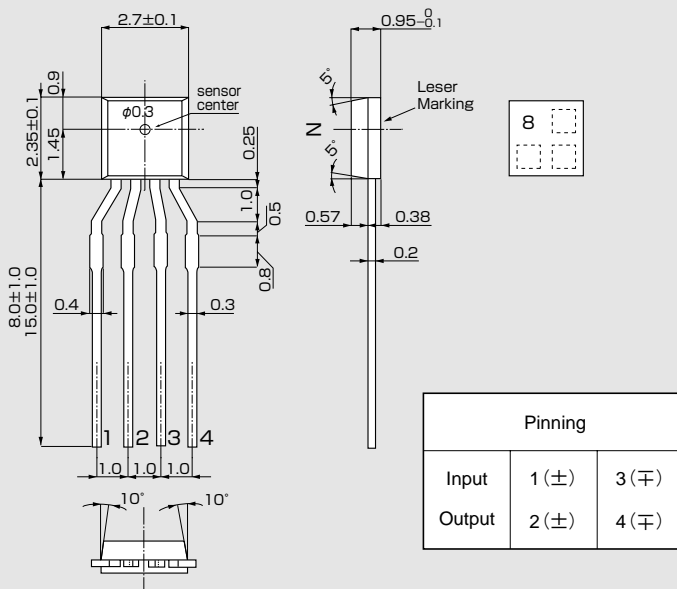 2.7±0.1
0.95 0 -0.1
0.9
2.35±0.1
1.45
φ0.3
sensor
center
5°
N
5°
Leser
Marking
8
0.25
1.0
0.5
0.8
0.57
0.38
0.2
8.0±1.0
15.0±1.0
0.4
0.3
1
2
3
4
1.0
1.0
1.0
10°
10°
Pinning
Input 1(±) 3(∓)
Output 2(±) 4(∓)